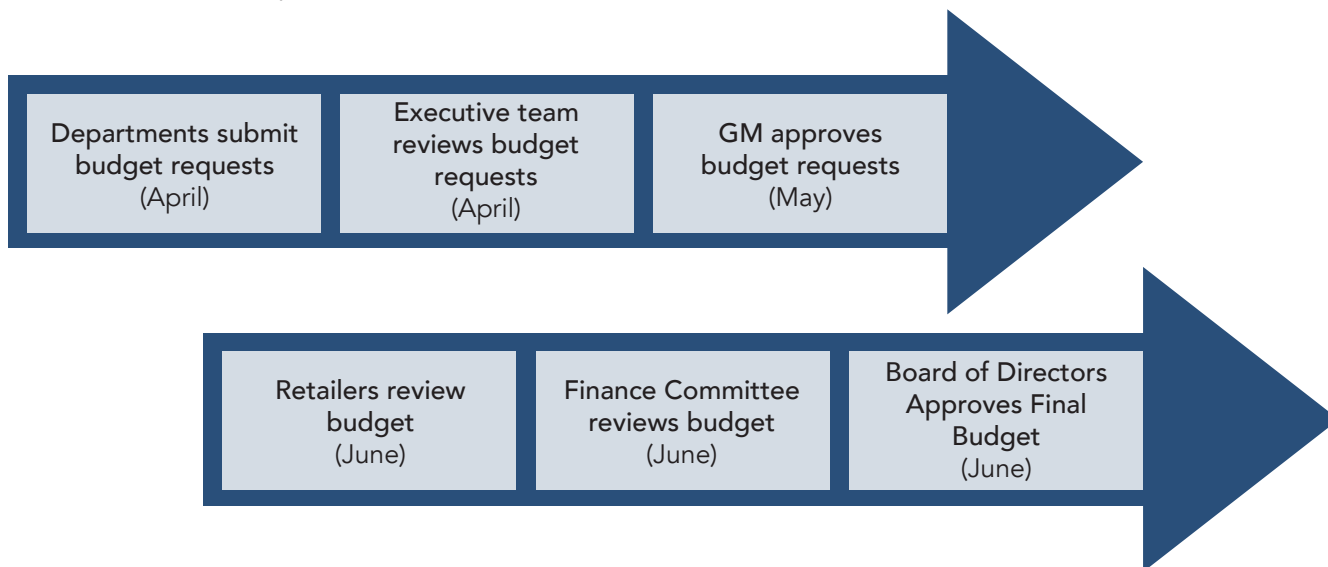 Departments submit
budget requests
(April)
Executive team
reviews budget
requests
(April)
GM approves
budget requests
(May)
Retailers review
budget
(June)
Finance Committee
reviews budget
(June)
Board of Directors
Approves Final
Budget
(June)